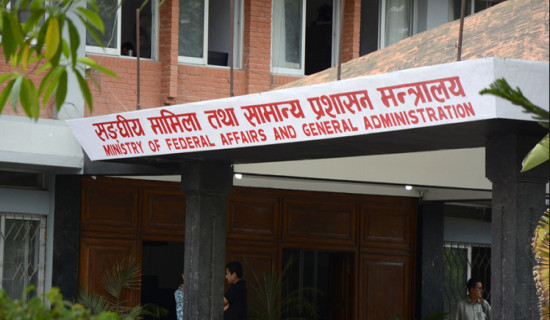 सङ्घीय मामिला तथा सामान्य प्रशासन मन्त्रालय
MINISTRY OF FEDERAL AFFAIRS AND GENERAL ADMINISTRATION